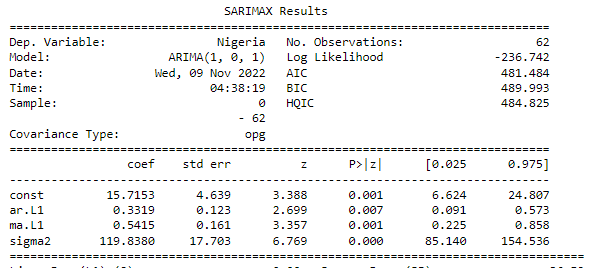 SARIMAX Results
==============================================================================
Dep. Variable:                Nigeria   No. Observations:                   62
Model:                 ARIMA(1, 0, 1)   Log Likelihood                -236.742
Date:                Wed, 09 Nov 2022   AIC                            481.484
Time:                        04:38:19   BIC                            489.993
Sample:                             0   HQIC                           484.825
- 62
Covariance Type:                  opg
==============================================================================
coef    std err          z      P>|z|      [0.025      0.975]
------------------------------------------------------------------------------
const         15.7153      4.639      3.388      0.001       6.624      24.807
ar.L1          0.3319      0.123      2.699      0.007       0.091       0.573
ma.L1          0.5415      0.161      3.357      0.001       0.225       0.858
sigma2       119.8380     17.703      6.769      0.000      85.140     154.536
==============================================================================